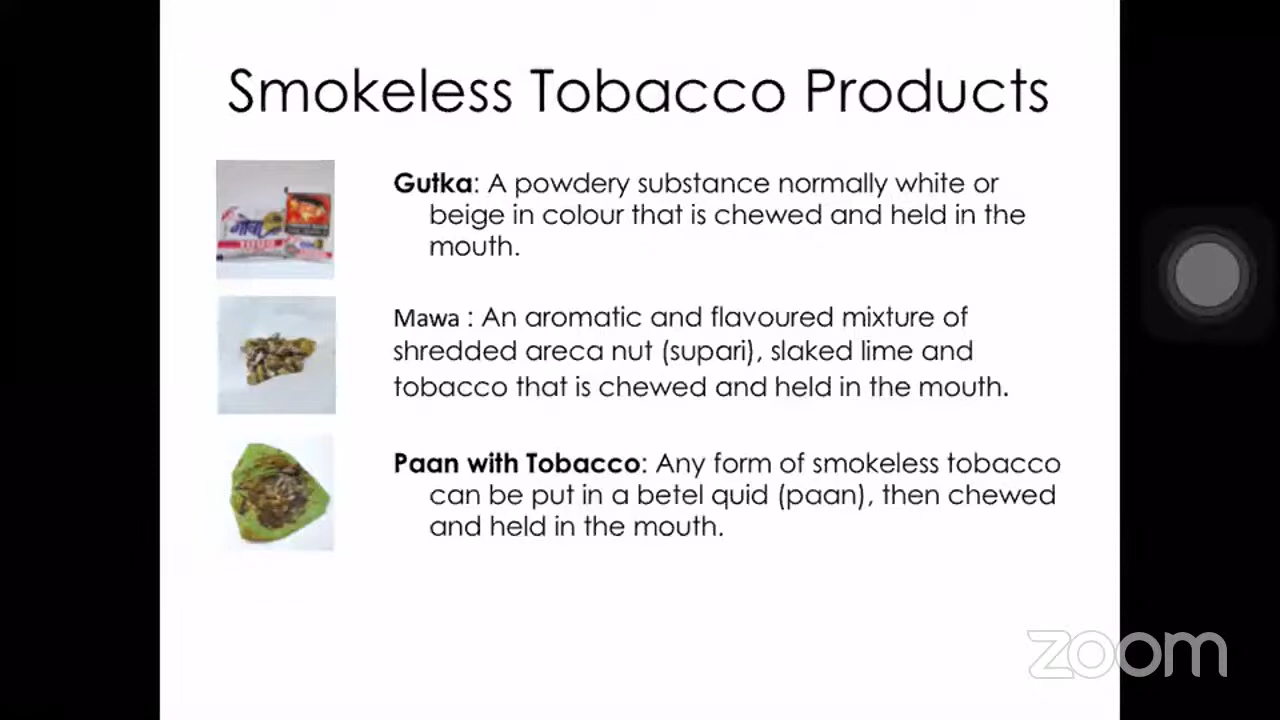 Smokeless Tobacco Products
Gutka: A powdery substance normally white or
beige in colour that is chewed and held in the
mouth.
Mawa : An aromatic and flavoured mixture of
shredded areca nut (supari), slaked lime and
tobacco that is chewed and held in the mouth.
Paan with Tobacco: Any form of smokeless tobacco
can be put in a betel quid (paan), then chewed
and held in the mouth.
zoom